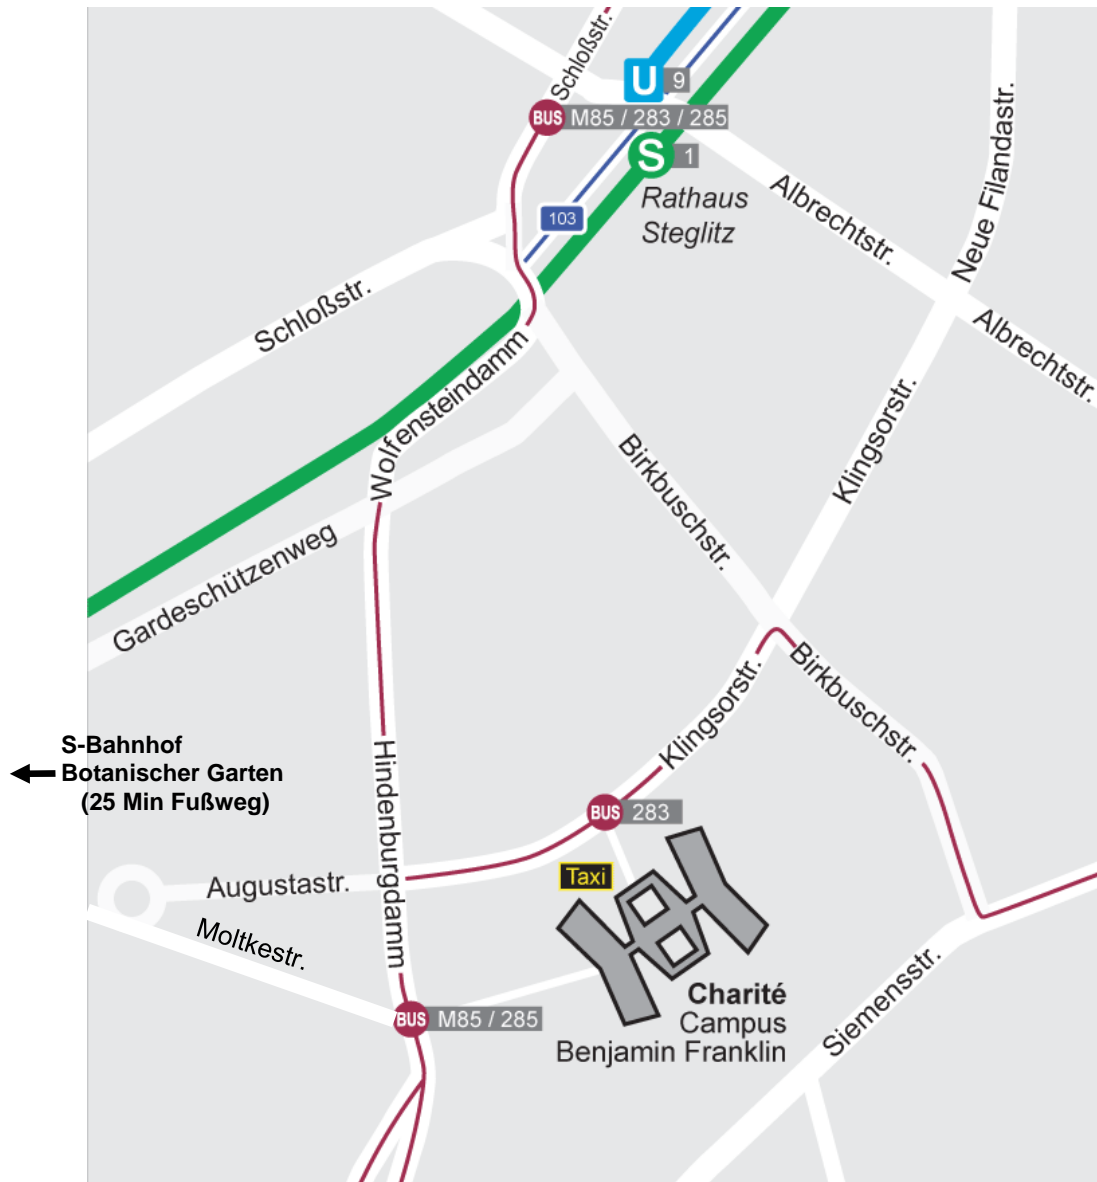 Schloßstr.
U 9
BUS M85 / 283 / 285
S 1
Rathaus
Steglitz
103
Albrechtstr.
Neue Filandastr.
Albrechtstr.
Schloßstr.
Wolfensteindamm
Klingsorstr.
Birkbuschstr.
Gardeschützenweg
Birkbuschstr.
Klingsorstr.
S-Bahnhof
Botanischer Garten
(25 Min Fußweg)
Hindenburgdamm
BUS 283
Taxi
Augustastr.
Moltkestr.
Siemensstr.
BUS M85 / 285
Charité
Campus
Benjamin Franklin